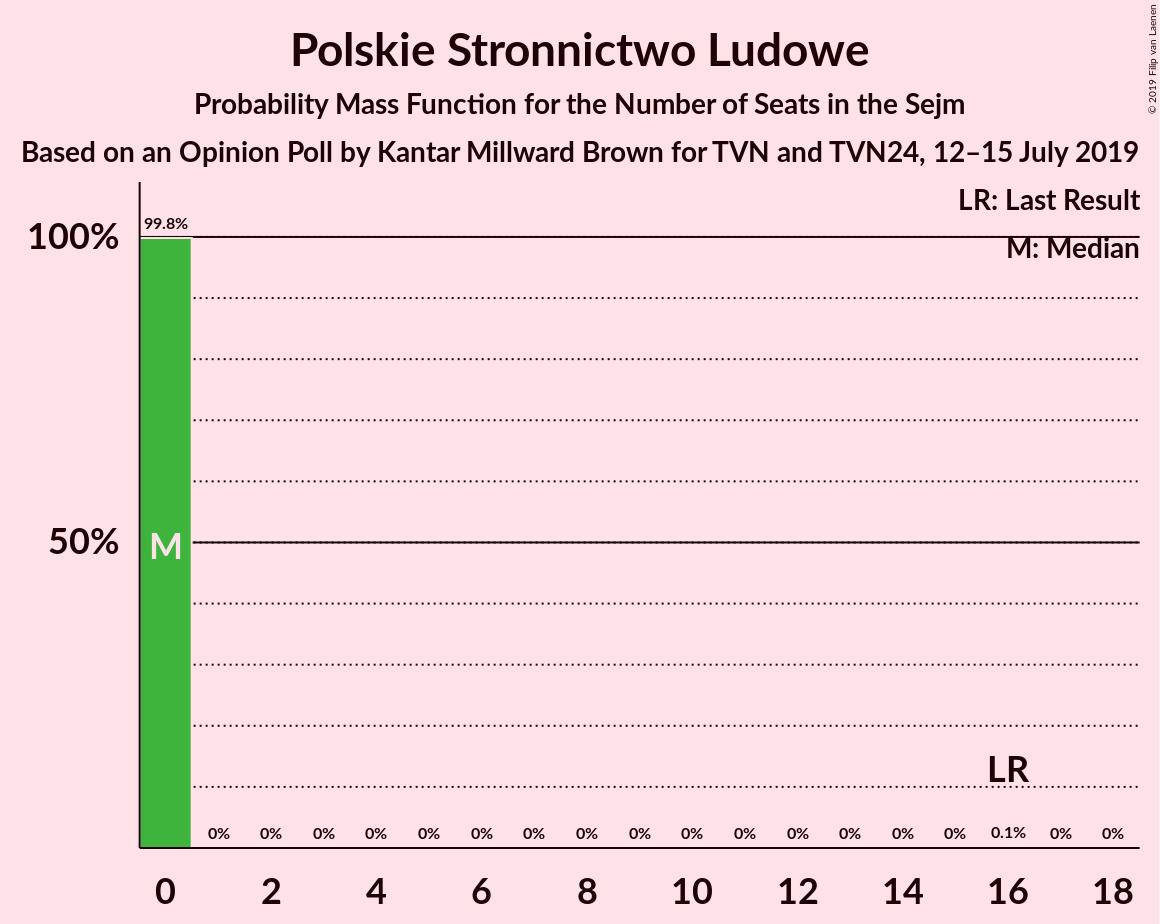 Polskie Stronnictwo Ludowe
Probability Mass Function for the Number of Seats in the Sejm
Based on an Opinion Poll by Kantar Millward Brown for TVN and TVN24, 12–15 July 2019
© 2019 Filip van Laenen
LR: Last Result
M: Median
99.8%
100%
50%
M
LR
0% 0% 0% 0% 0% 0% 0% 0% 0% 0% 0% 0% 0% 0% 0% 0.1% 0% 0%
0 2 4 6 8 10 12 14 16 18